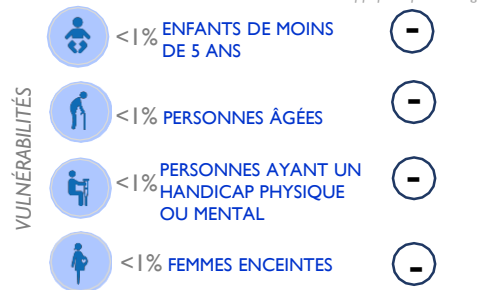 <1% ENFANTS DE MOINS
DE 5 ANS
-
VULNÉRABILITÉS
<1% PERSONNES ÂGÉES
-
PERSONNES AYANT UN
<1% HANDICAP PHYSIQUE
OU MENTAL
-
<1% FEMMES ENCEINTES
-